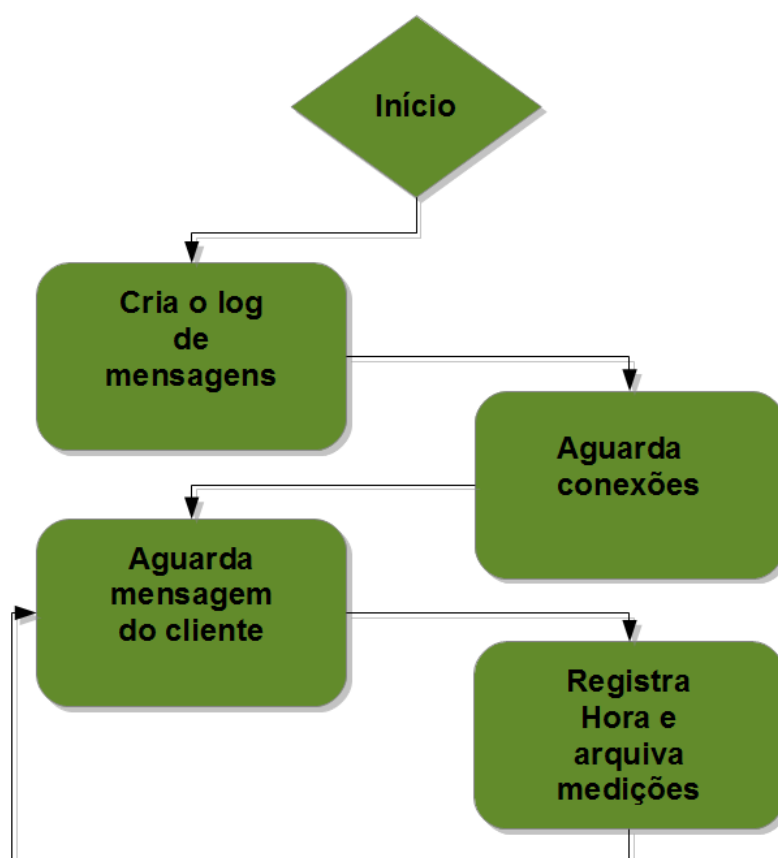 Início
Cria o log
de
mensagens
Aguarda
conexões
Aguarda
mensagem
do cliente
Registra
Hora e
arquiva
medições